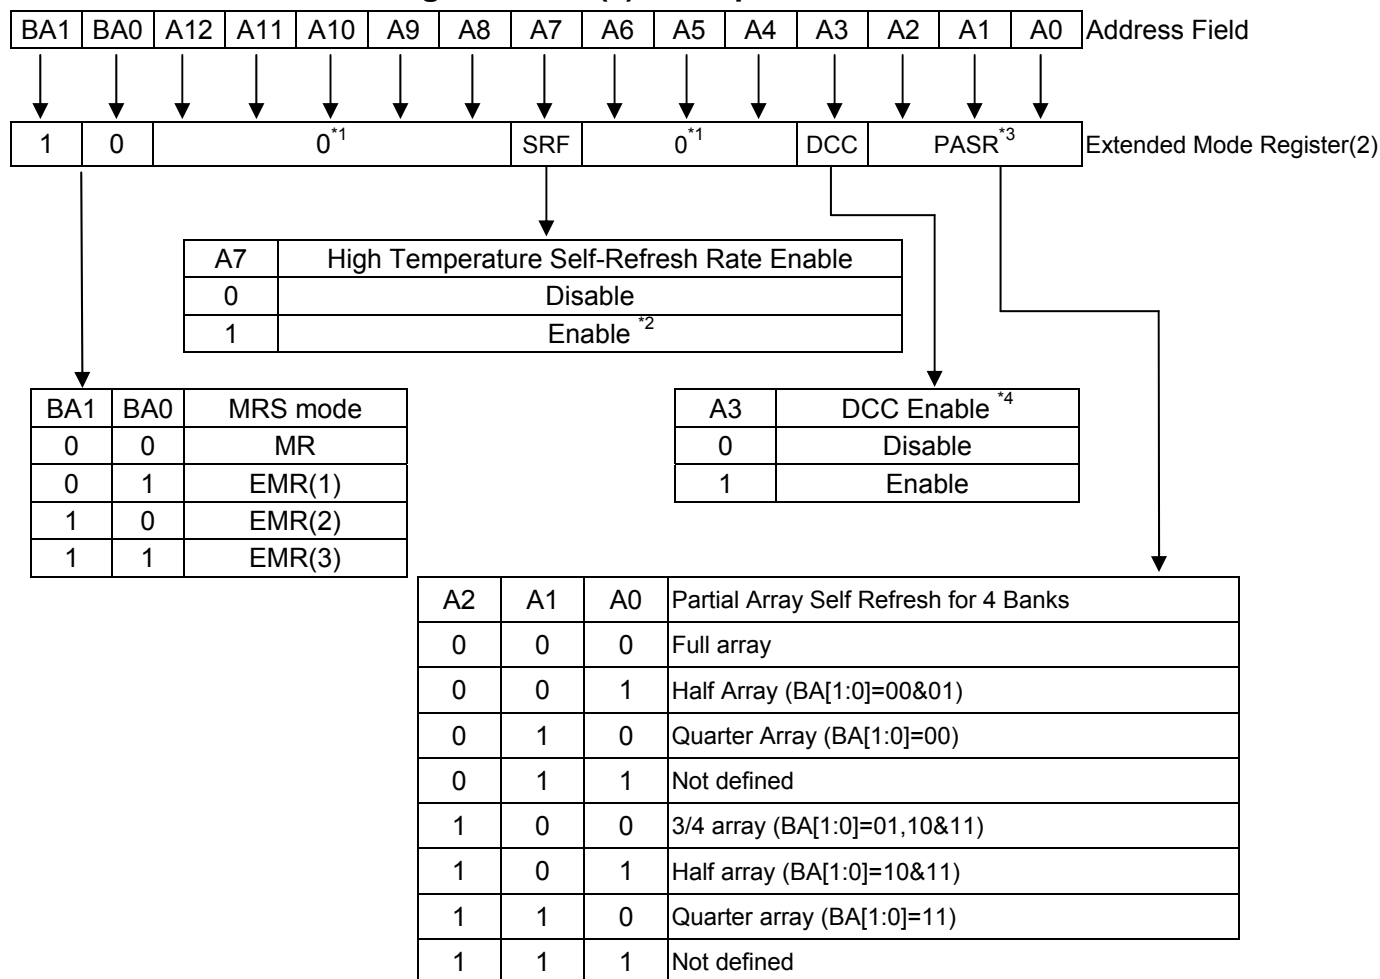 BA1 BA0 A12 A11 A10 A9 A8 A7 A6 A5 A4 A3 A2 A1 A0 Address Field
1 0 0*1 SRF 0*1 DCC PASR*3 Extended Mode Register(2)
A7 High Temperature Self-Refresh Rate Enable
0 Disable
1 Enable *2
BA1 BA0 MRS mode
0 0 MR
0 1 EMR(1)
1 0 EMR(2)
1 1 EMR(3)
A3 DCC Enable *4
0 Disable
1 Enable
A2 A1 A0 Partial Array Self Refresh for 4 Banks
0 0 0 Full array
0 0 1 Half Array (BA[1:0]=00&01)
0 1 0 Quarter Array (BA[1:0]=00)
0 1 1 Not defined
1 0 0 3/4 array (BA[1:0]=01,10&11)
1 0 1 Half array (BA[1:0]=10&11)
1 1 0 Quarter array (BA[1:0]=11)
1 1 1 Not defined